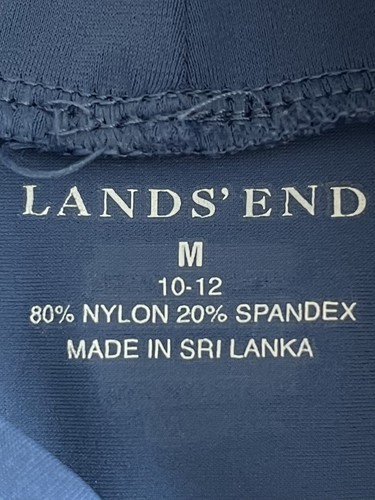 LANDS' END
M
10-12
80% NYLON 20% SPANDEX
MADE IN SRI LANKA